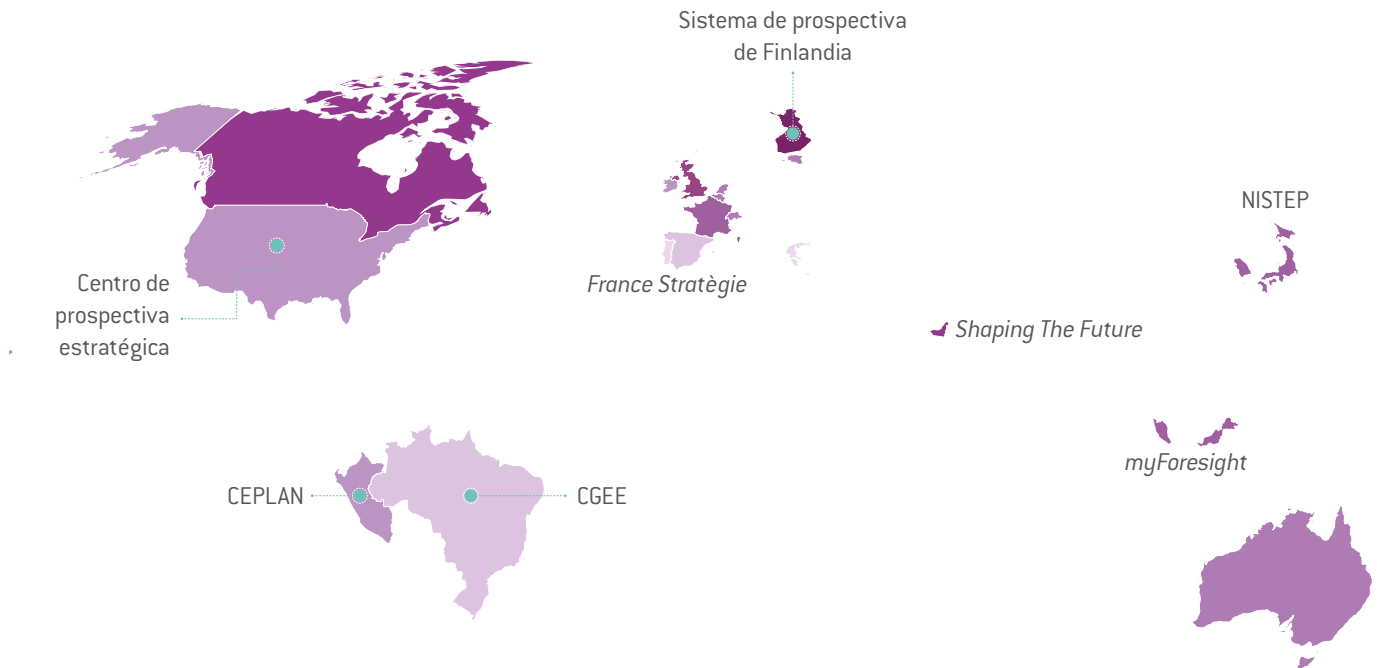 Sistema de prospectiva
de Finlandia
NISTEP
Centro de
prospectiva
estratégica
France Stratègie
Shaping The Future
myForesight
CEPLAN
CGEE